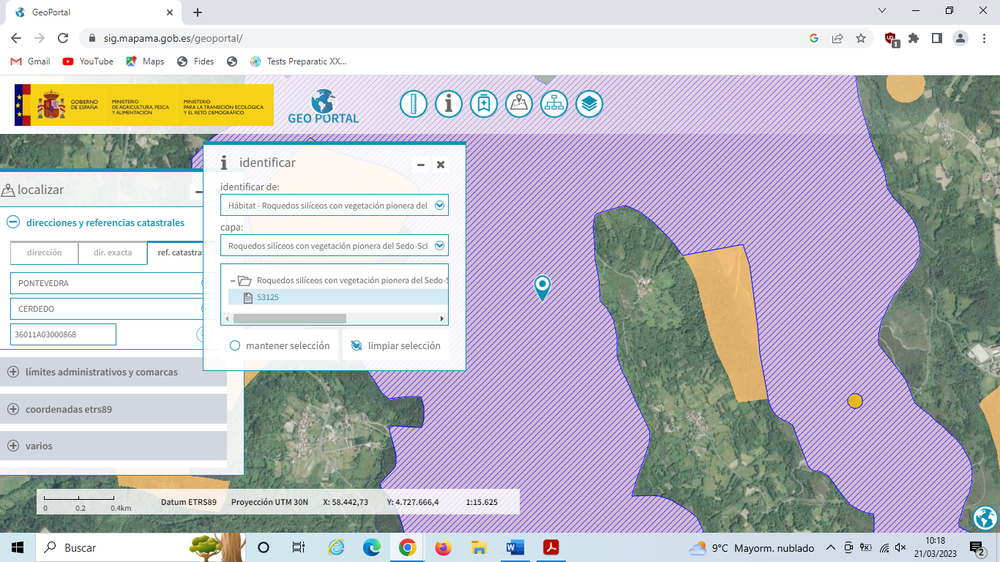 GeoPortal
sig.mapama.gob.es/geoportal/
1
Gmail
YouTube
Maps
Fides
Tests Preparatic XX...
GOBIERNO
DE ESPAÑA
MINISTERIO
DE AGRICULTURA, PESCA
Y ALIMENTACIÓN
MINISTERIO
PARA LA TRANSICIÓN ECOLÓGICA
Y EL RETO DEMOGRÁFICO
GEO PORTAL
identificar
identificar de:
Hábitat - Roquedos silíceos con vegetación pionera del
capa:
Roquedos silíceos con vegetación pionera del Sedo-Scl
Roquedos silíceos con vegetación pionera del Sedo-S
53125
mantener selección
limpiar selección
localizar
direcciones y referencias catastrales
dirección
dir. exacta
ref. catastra
PONTEVEDRA
CERDEDO
36011A03000868
límites administrativos y comarcas
coordenadas etrs89
varios
0 0.2 0.4km
Datum ETRS89 Proyección UTM 30N X: 58.442,73 Y: 4.727.666,4 1:15.625
Buscar
9°C Mayorm. nublado
10:18
21/03/2023
2